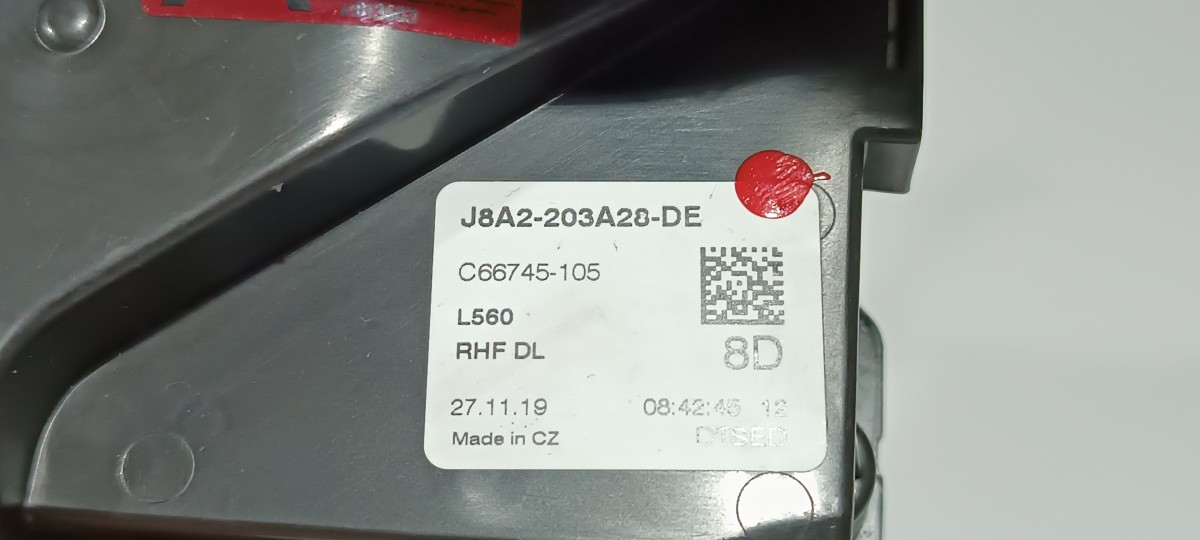 J8A2-203A28-DE
C66745-105
L560
RHF DL
8D
27.11.19 08:42:45 12
Made in CZ DTSED